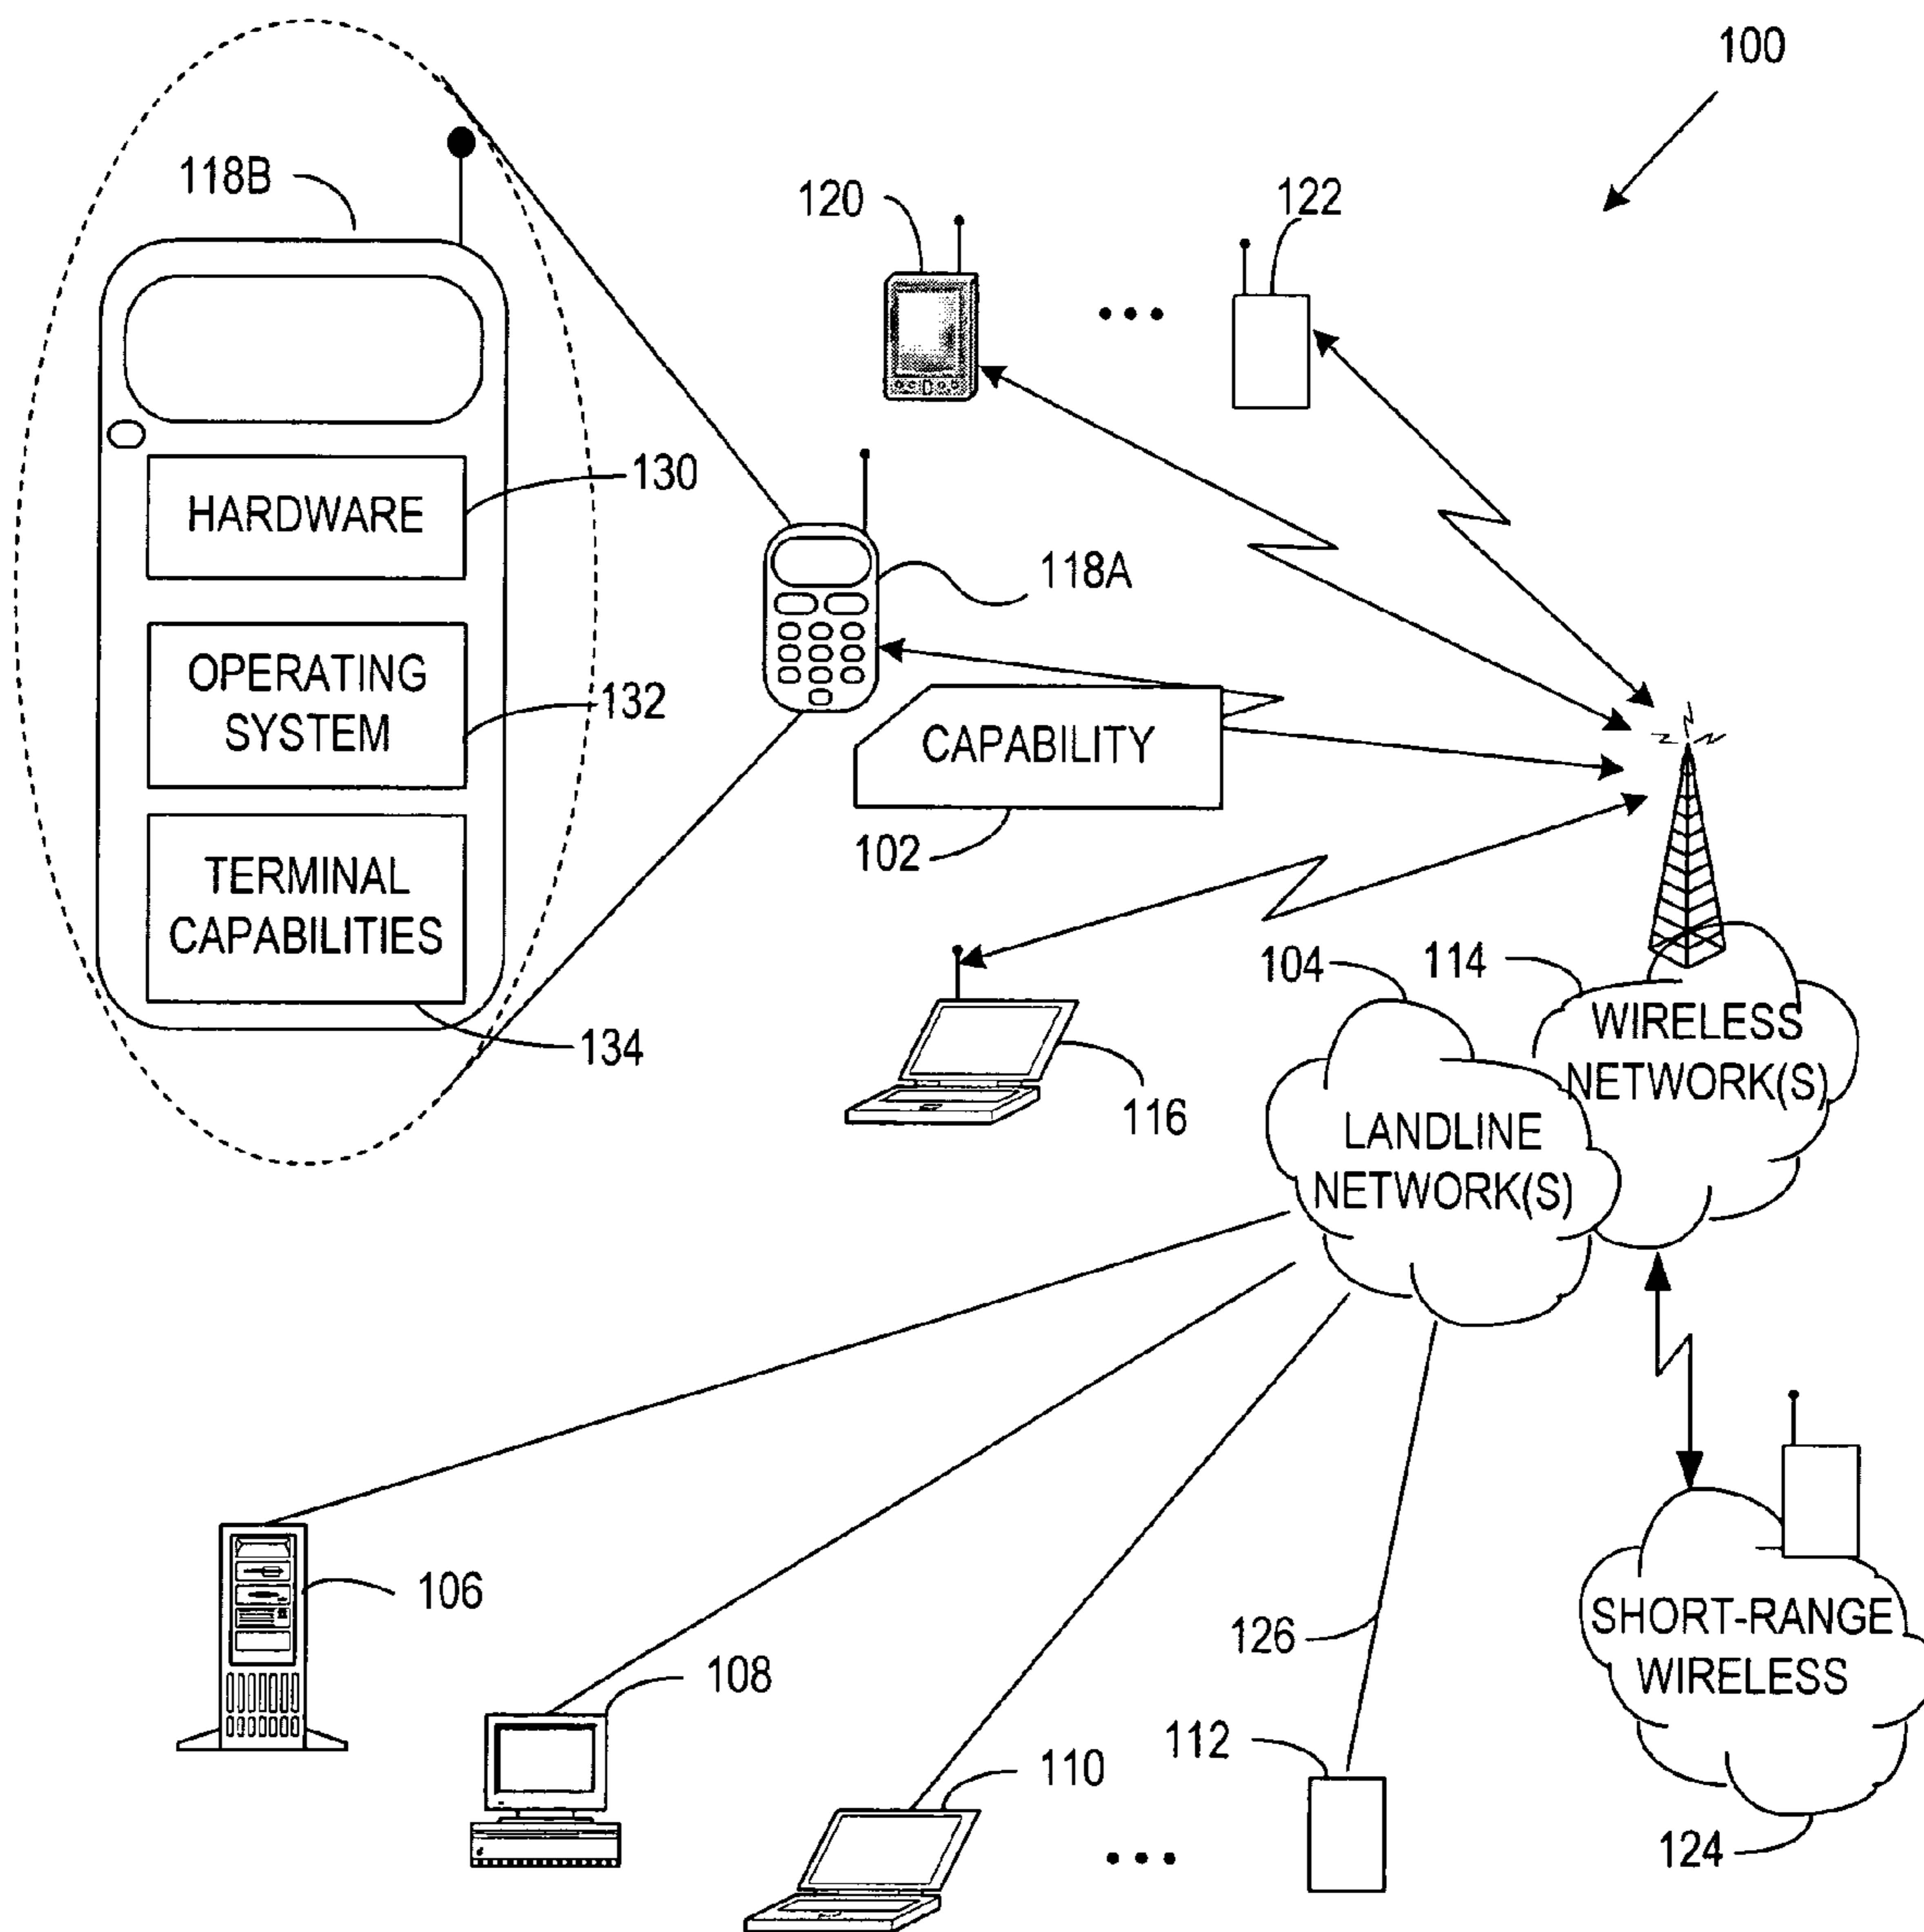 100
118B
120
122
HARDWARE
130
118A
OPERATING
SYSTEM
132
CAPABILITY
102
TERMINAL
CAPABILITIES
134
116
104
114
WIRELESS
NETWORK(S)
LANDLINE
NETWORK(S)
106
108
110
112
126
SHORT-RANGE
WIRELESS
124